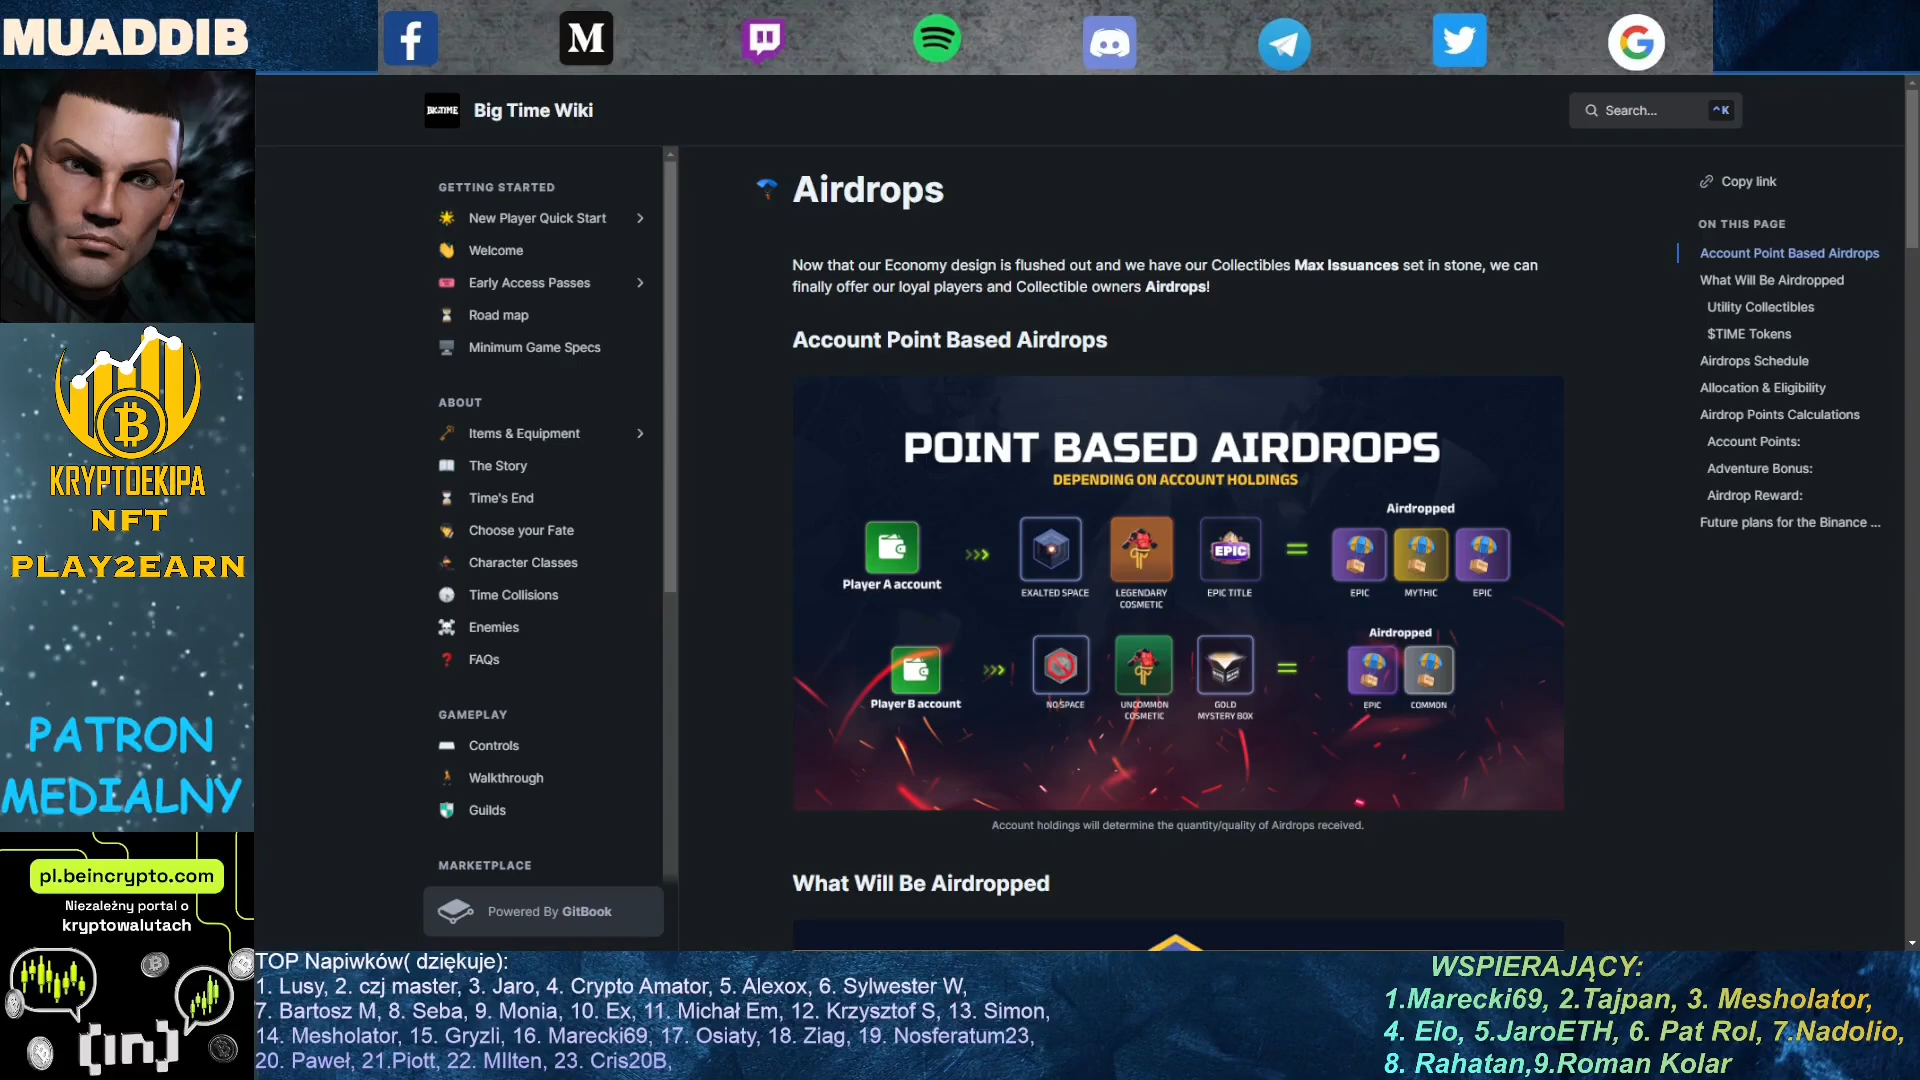 MUADDIB
BIGTIME
Big Time Wiki
Search...
^K
GETTING STARTED
New Player Quick Start
Welcome
Early Access Passes
Road map
Minimum Game Specs
ABOUT
Items & Equipment
The Story
Time's End
Choose your Fate
Character Classes
Time Collisions
Enemies
FAQs
GAMEPLAY
Controls
Walkthrough
Guilds
MARKETPLACE
Powered By GitBook
Airdrops
Now that our Economy design is flushed out and we have our Collectibles Max Issuances set in stone, we can
finally offer our loyal players and Collectible owners Airdrops!
Account Point Based Airdrops
POINT BASED AIRDROPS
DEPENDING ON ACCOUNT HOLDINGS
Airdropped
EPIC
Player A account
EXALTED SPACE
LEGENDARY
COSMETIC
EPIC TITLE
EPIC
MYTHIC
EPIC
Airdropped
Player B account
NO SPACE
UNCOMMON
COSMETIC
GOLD
MYSTERY BOX
EPIC
COMMON
Account holdings will determine the quantity/quality of Airdrops received.
What Will Be Airdropped
Copy link
ON THIS PAGE
Account Point Based Airdrops
What Will Be Airdropped
Utility Collectibles
$TIME Tokens
Airdrops Schedule
Allocation & Eligibility
Airdrop Points Calculations
Account Points:
Adventure Bonus:
Airdrop Reward:
Future plans for the Binance ...
KRYPTOEKIPA
NFT
PLAY2EARN
PATRON
MEDIALNY
pl.beincrypto.com
Niezależny portal o
kryptowalutach
[in]
TOP Napiwków( dziękuje):
1. Lusy, 2. czj master, 3. Jaro, 4. Crypto Amator, 5. Alexox, 6. Sylwester W,
7. Bartosz M, 8. Seba, 9. Monia, 10. Ex, 11. Michał Em, 12. Krzysztof S, 13. Simon,
14. Mesholator, 15. Gryzli, 16. Marecki69, 17. Osiaty, 18. Ziag, 19. Nosferatum23,
20. Paweł, 21.Piott, 22. MIlten, 23. Cris20B,
WSPIERAJĄCY:
1.Marecki69, 2.Tajpan, 3. Mesholator,
4. Elo, 5.JaroETH, 6. Pat Rol, 7.Nadolio,
8. Rahatan,9.Roman Kolar